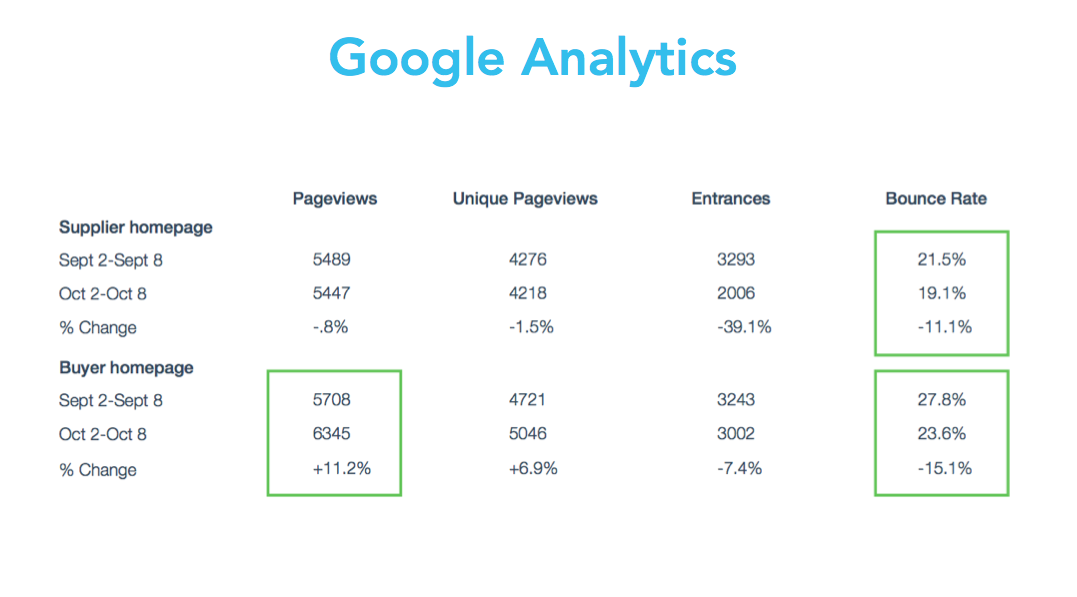 Google Analytics
Pageviews Unique Pageviews Entrances Bounce Rate
Supplier homepage
Sept 2-Sept 8 5489 4276 3293 21.5%
Oct 2-Oct 8 5447 4218 2006 19.1%
% Change -.8% -1.5% -39.1% -11.1%
Buyer homepage
Sept 2-Sept 8 5708 4721 3243 27.8%
Oct 2-Oct 8 6345 5046 3002 23.6%
% Change +11.2% +6.9% -7.4% -15.1%